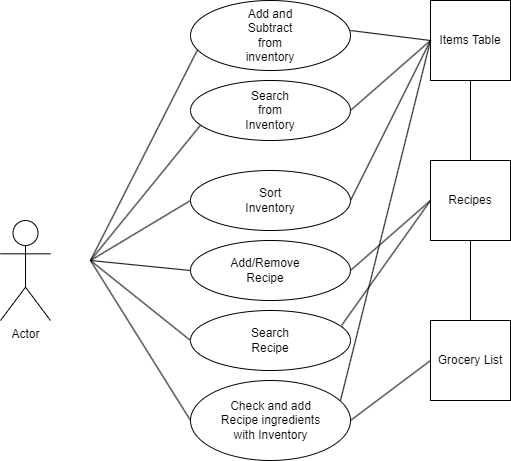 Add and
Subtract
from
inventory
Items Table
Search
from
Inventory
Sort
Inventory
Recipes
Add/Remove
Recipe
Actor
Search
Recipe
Grocery List
Check and add
Recipe ingredients
with Inventory